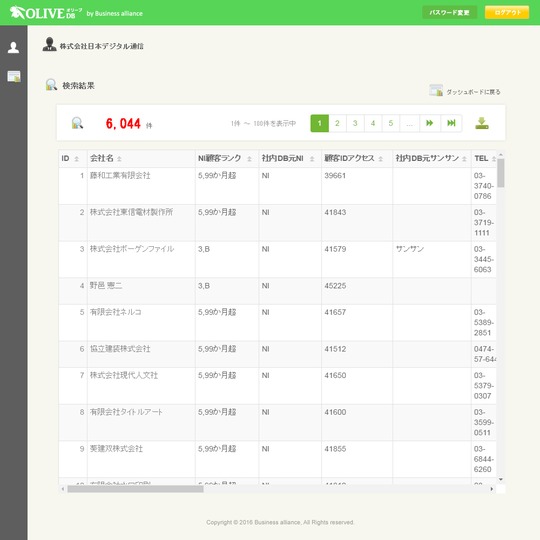 OLIVE オリーブ DB by Business alliance
パスワード変更
ログアウト
株式会社日本デジタル通信
検索結果
ダッシュボードに戻る
6,044 件
1件 ～ 100件を表示中
1 2 3 4 5 ...
ID 会社名 NI顧客ランク 社内DB元NI 顧客IDアクセス 社内DB元サンサン TEL
1 藤和工業有限会社 5,99か月超 NI 39661 03-3740-0786
2 株式会社東信電材製作所 5,99か月超 NI 41843 03-3719-1111
3 株式会社ボーゲンファイル 3,B NI 41579 サンサン 03-3445-6063
4 野邑 憲二 3,B NI 45225
5 有限会社ネルコ 5,99か月超 NI 41657 03-5389-2851
6 協立建装株式会社 5,99か月超 NI 41512 0474-57-644
7 株式会社現代人文社 5,99か月超 NI 41650 03-5379-0307
8 有限会社タイトルアート 5,99か月超 NI 41600 03-3599-0511
9 葵建双株式会社 5,99か月超 NI 41855 03-6844-6260
Copyright © 2016 Business alliance, All Rights reserved.